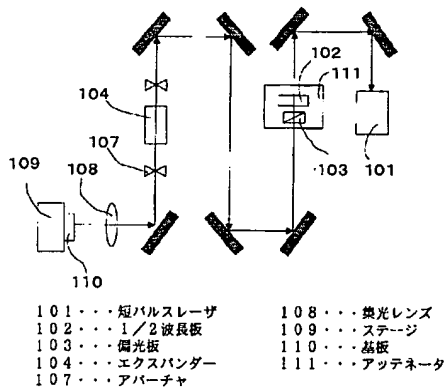 102
111
104
103
101
107
109
108
110
101・・・短パルスレーザ
102・・・1/2波長板
103・・・偏光板
104・・・エクスパンダー
107・・・アパーチャ
108・・・集光レンズ
109・・・ステージ
110・・・基板
111・・・アッテネータ